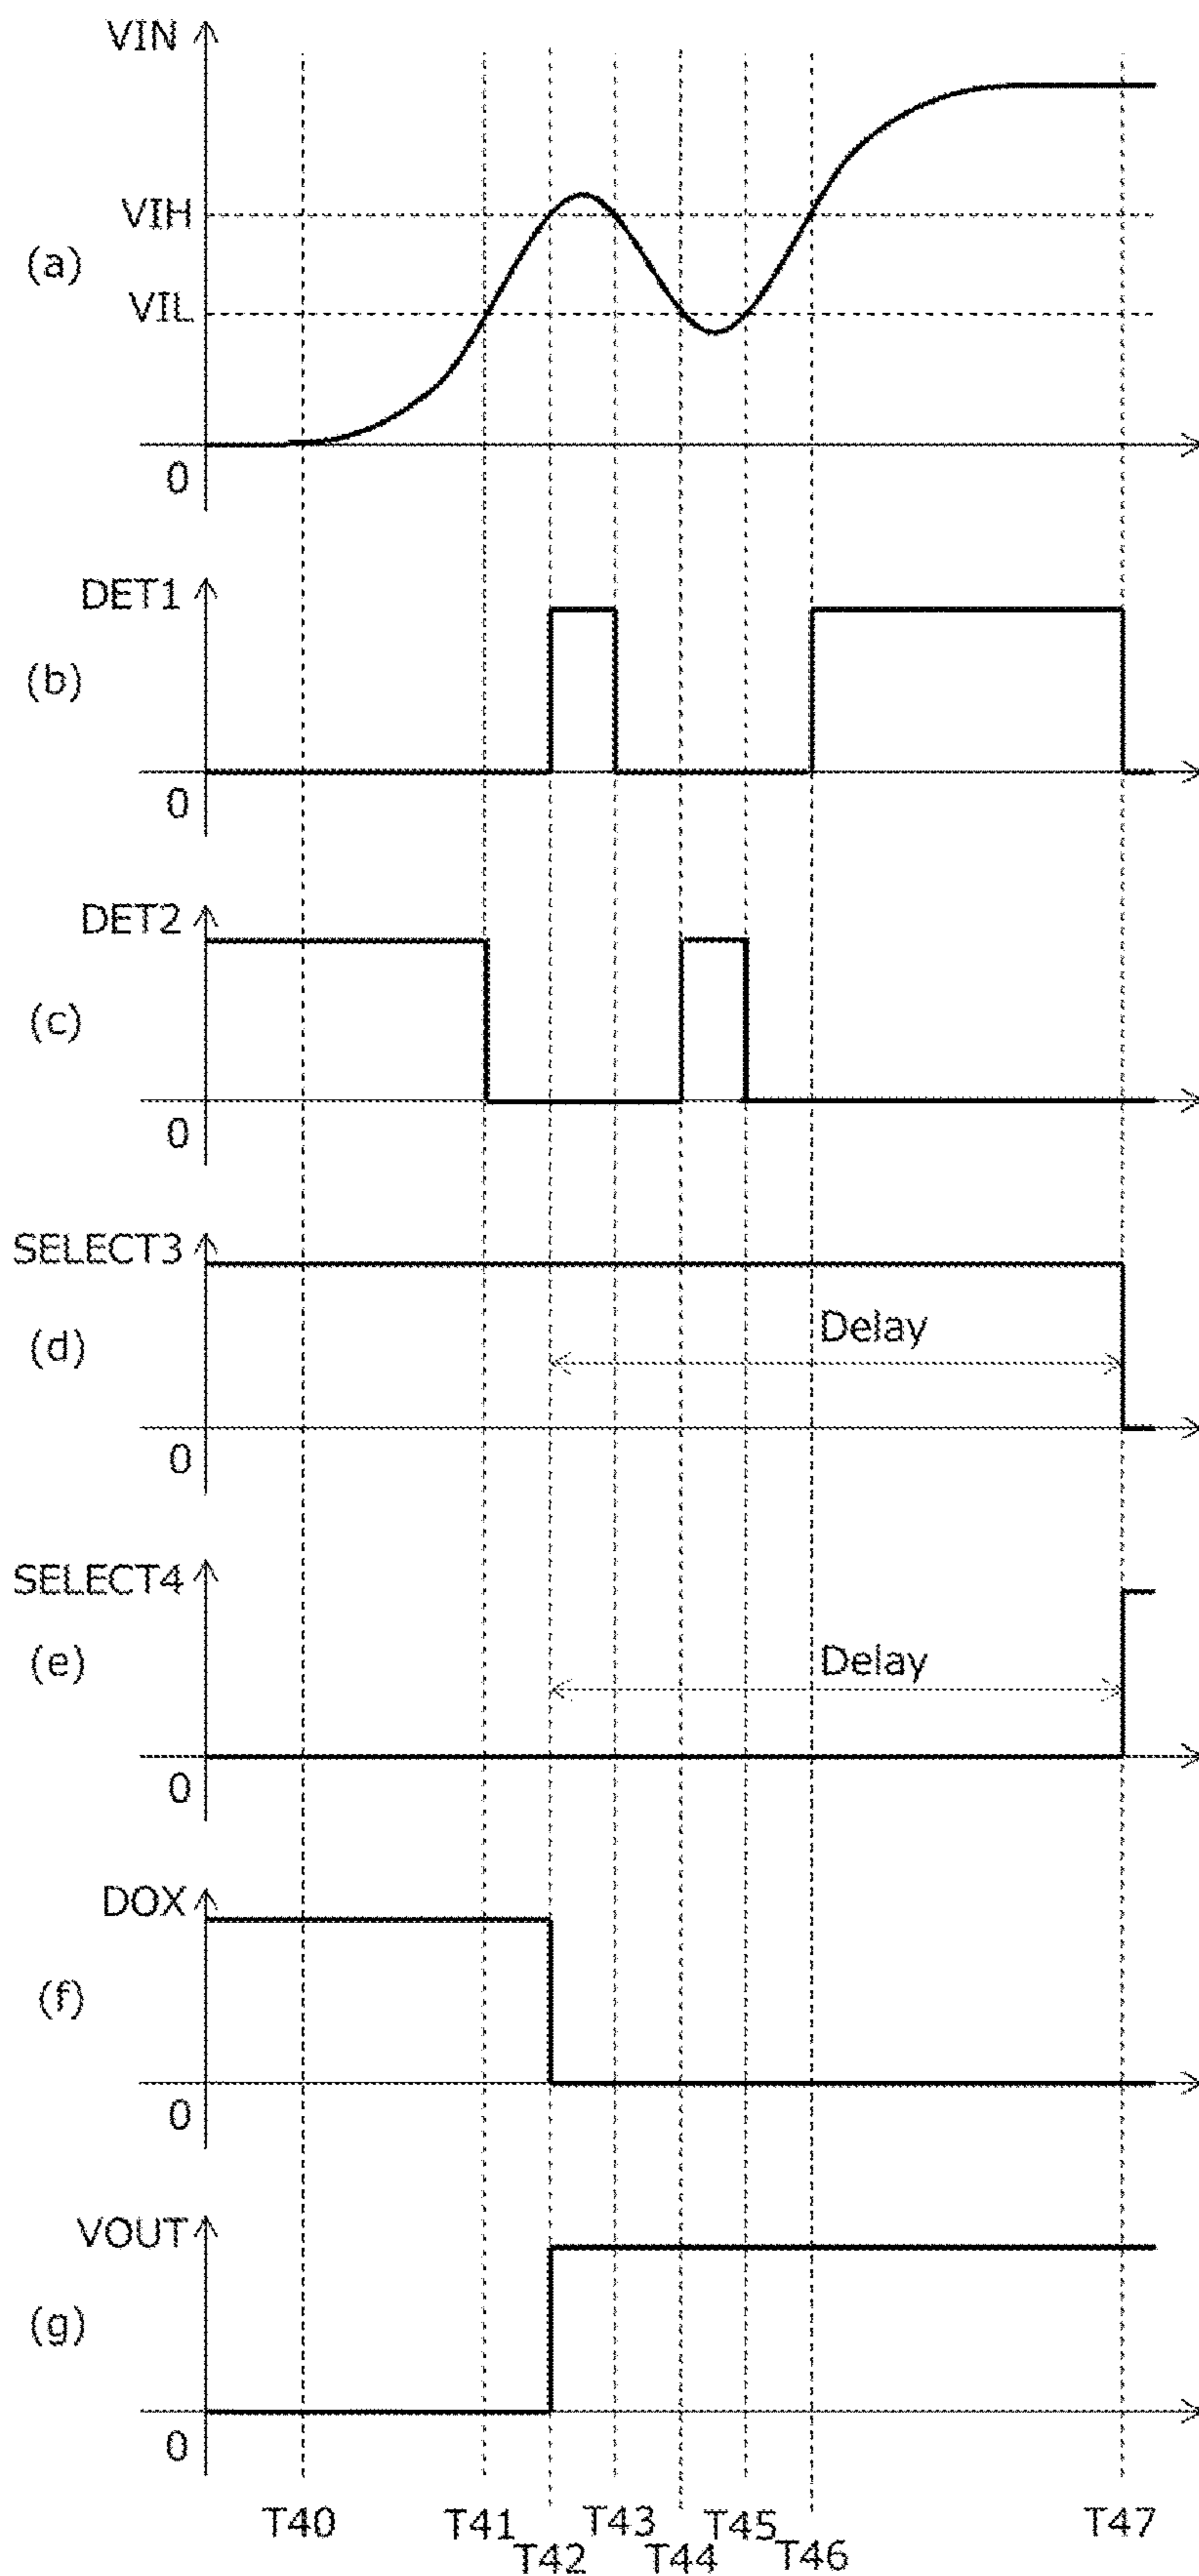 VIN
VIH
(a)
VIL
0
DET1
(b)
0
DET2
(c)
0
SELECT3
Delay
(d)
0
SELECT4
(e)
Delay
0
DOX
(f)
0
VOUT
(g)
0
T40 T41 T43 T45 T47
T42 T44 T46